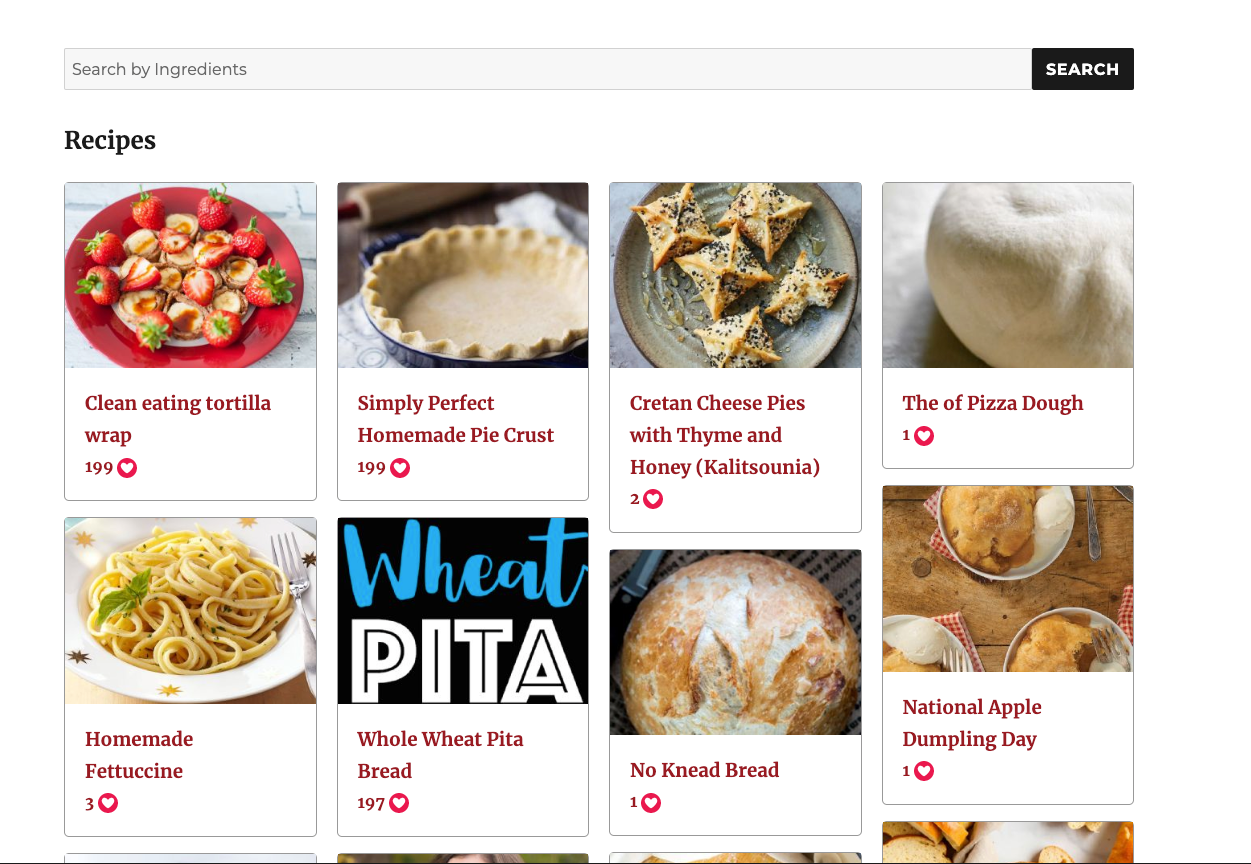 Search by Ingredients
SEARCH
Recipes
Clean eating tortilla
wrap
199
Simply Perfect
Homemade Pie Crust
199
Cretan Cheese Pies
with Thyme and
Honey (Kalitsounia)
2
The of Pizza Dough
1
Homemade
Fettuccine
3
Wheat
PITA
Whole Wheat Pita
Bread
197
No Knead Bread
1
National Apple
Dumpling Day
1